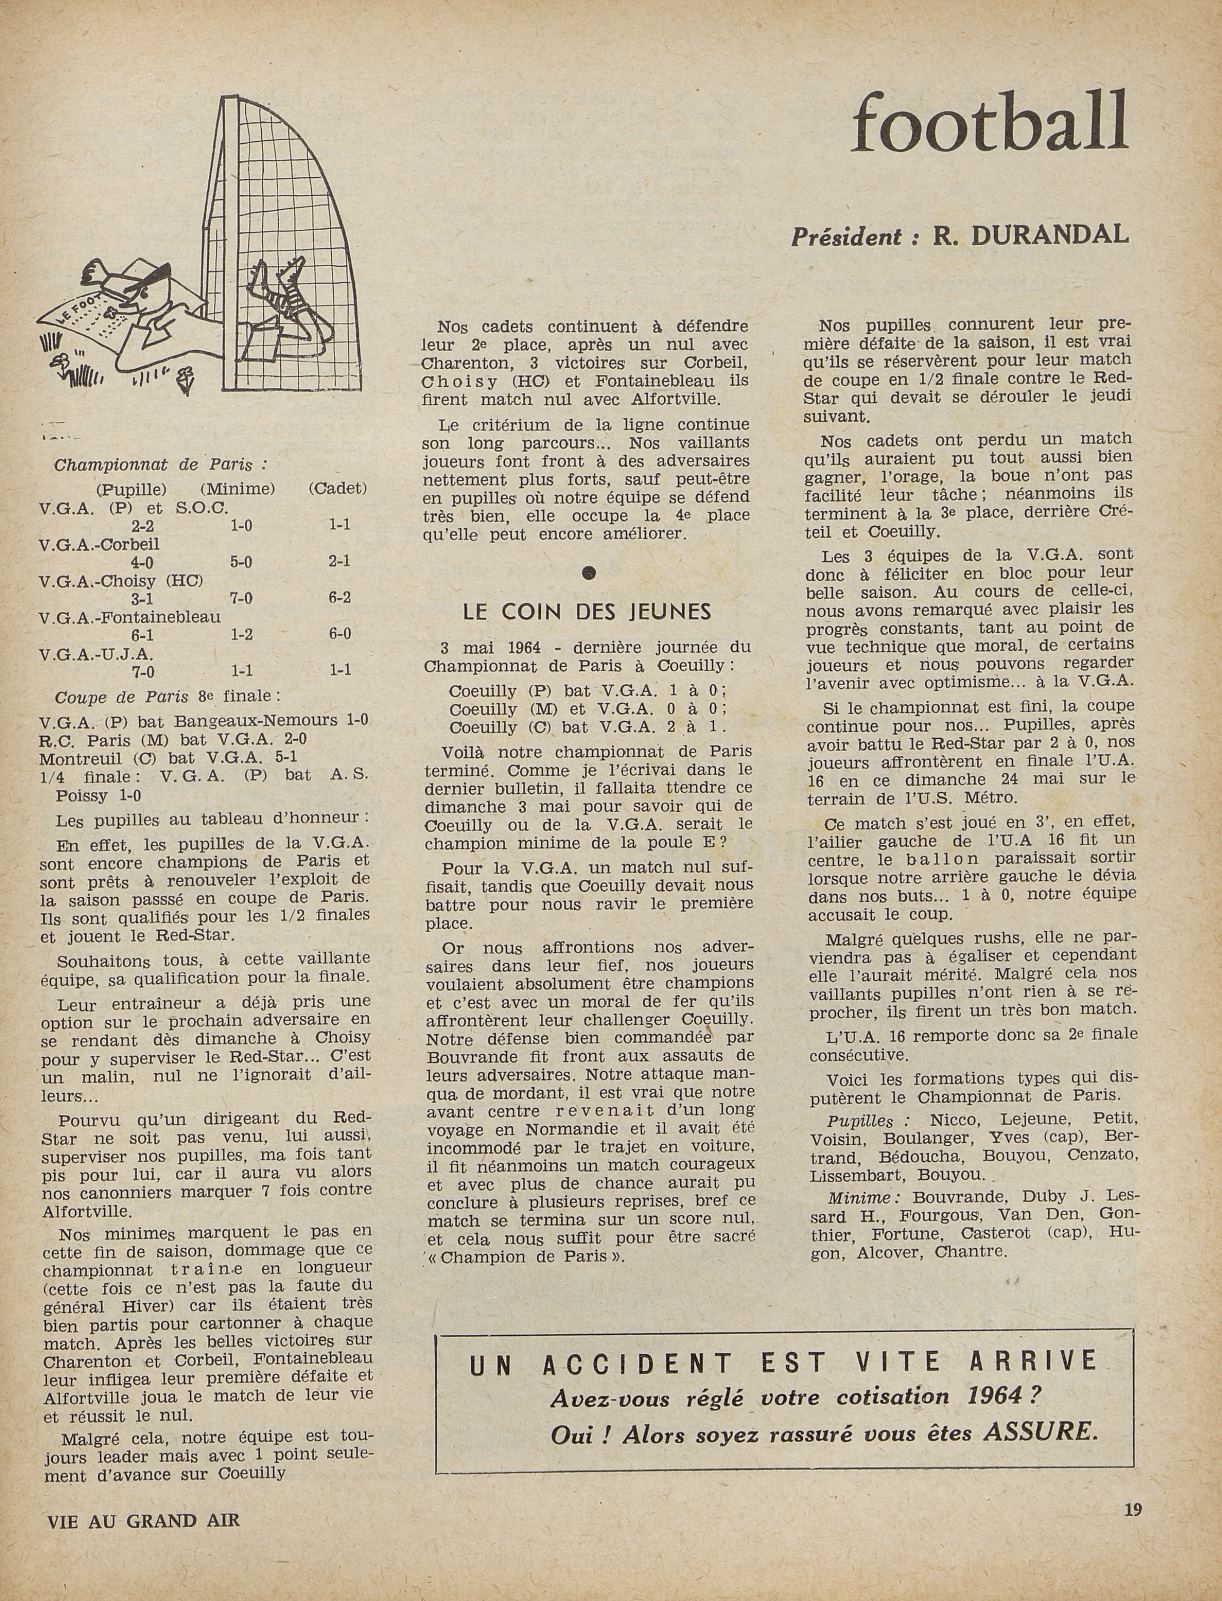 football
Président : R. DURANDAL
LE FOOT
Championnat de Paris :
(Pupille) (Minime) (Cadet)
V.G.A. (P) et S.O.C.
2-2 1-0 1-1
V.G.A.-Corbeil
4-0 5-0 2-1
V.G.A.-Choisy (HC)
3-1 7-0 6-2
V.G.A.-Fontainebleau
6-1 1-2 6-0
V.G.A.-U.J.A.
7-0 1-1 1-1
Coupe de Paris 8e finale :
V.G.A. (P) bat Bangeaux-Nemours 1-0
R.C. Paris (M) bat V.G.A. 2-0
Montreuil (C) bat V.G.A. 5-1
1/4 finale : V. G. A. (P) bat A. S.
Poissy 1-0
Les pupilles au tableau d'honneur :
En effet, les pupilles de la V.G.A.
sont encore champions de Paris et
sont prêts à renouveler l'exploit de
la saison passsé en coupe de Paris.
Ils sont qualifiés pour les 1/2 finales
et jouent le Red-Star.
Souhaitons tous, à cette vaillante
équipe, sa qualification pour la finale.
Leur entraîneur a déjà pris une
option sur le prochain adversaire en
se rendant dès dimanche à Choisy
pour y superviser le Red-Star... C'est
un malin, nul ne l'ignorait d'ail-
leurs...
Pourvu qu'un dirigeant du Red-
Star ne soit pas venu, lui aussi,
superviser nos pupilles, ma fois tant
pis pour lui, car il aura vu alors
nos canonniers marquer 7 fois contre
Alfortville.
Nos minimes marquent le pas en
cette fin de saison, dommage que ce
championnat traîne en longueur
(cette fois ce n'est pas la faute du
général Hiver) car ils étaient très
bien partis pour cartonner à chaque
match. Après les belles victoires sur
Charenton et Corbeil, Fontainebleau
leur infligea leur première défaite et
Alfortville joua le match de leur vie
et réussit le nul.
Malgré cela, notre équipe est tou-
jours leader mais avec 1 point seule-
ment d'avance sur Coeuilly
Nos cadets continuent à défendre
leur 2e place, après un nul avec
Charenton, 3 victoires sur Corbeil,
Choisy (HC) et Fontainebleau ils
firent match nul avec Alfortville.
Le critérium de la ligne continue
son long parcours... Nos vaillants
joueurs font front à des adversaires
nettement plus forts, sauf peut-être
en pupilles où notre équipe se défend
très bien, elle occupe la 4e place
qu'elle peut encore améliorer.
●
LE COIN DES JEUNES
3 mai 1964 - dernière journée du
Championnat de Paris à Coeuilly :
Coeuilly (P) bat V.G.A. 1 à 0 ;
Coeuilly (M) et V.G.A. 0 à 0 ;
Coeuilly (C) bat V.G.A. 2 à 1 .
Voilà notre championnat de Paris
terminé. Comme je l'écrivai dans le
dernier bulletin, il fallaita ttendre ce
dimanche 3 mai pour savoir qui de
Coeuilly ou de la V.G.A. serait le
champion minime de la poule E ?
Pour la V.G.A. un match nul suf-
fisait, tandis que Coeuilly devait nous
battre pour nous ravir le première
place.
Or nous affrontions nos adver-
saires dans leur fief, nos joueurs
voulaient absolument être champions
et c'est avec un moral de fer qu'ils
affrontèrent leur challenger Coeuilly.
Notre défense bien commandée par
Bouvrande fit front aux assauts de
leurs adversaires. Notre attaque man-
qua de mordant, il est vrai que notre
avant centre revenait d'un long
voyage en Normandie et il avait été
incommodé par le trajet en voiture,
il fit néanmoins un match courageux
et avec plus de chance aurait pu
conclure à plusieurs reprises, bref ce
match se termina sur un score nul,
et cela nous suffit pour être sacré
« Champion de Paris ».
Nos pupilles connurent leur pre-
mière défaite de la saison, il est vrai
qu'ils se réservèrent pour leur match
de coupe en 1/2 finale contre le Red-
Star qui devait se dérouler le jeudi
suivant.
Nos cadets ont perdu un match
qu'ils auraient pu tout aussi bien
gagner, l'orage, la boue n'ont pas
facilité leur tâche ; néanmoins ils
terminent à la 3e place, derrière Cré-
teil et Coeuilly.
Les 3 équipes de la V.G.A. sont
donc à féliciter en bloc pour leur
belle saison. Au cours de celle-ci,
nous avons remarqué avec plaisir les
progrès constants, tant au point de
vue technique que moral, de certains
joueurs et nous pouvons regarder
l'avenir avec optimisme... à la V.G.A.
Si le championnat est fini, la coupe
continue pour nos... Pupilles, après
avoir battu le Red-Star par 2 à 0, nos
joueurs affrontèrent en finale l'U.A.
16 en ce dimanche 24 mai sur le
terrain de l'U.S. Métro.
Ce match s'est joué en 3', en effet,
l'ailier gauche de l'U.A 16 fit un
centre, le ballon paraissait sortir
lorsque notre arrière gauche le dévia
dans nos buts... 1 à 0, notre équipe
accusait le coup.
Malgré quelques rushs, elle ne par-
viendra pas à égaliser et cependant
elle l'aurait mérité. Malgré cela nos
vaillants pupilles n'ont rien à se re-
procher, ils firent un très bon match.
L'U.A. 16 remporte donc sa 2e finale
consécutive.
Voici les formations types qui dis-
putèrent le Championnat de Paris.
Pupilles : Nicco, Lejeune, Petit,
Voisin, Boulanger, Yves (cap), Ber-
trand, Bédoucha, Bouyou, Cenzato,
Lissembart, Bouyou.
Minime : Bouvrande, Duby J. Les-
sard H., Fourgous, Van Den, Gon-
thier, Fortune, Casterot (cap), Hu-
gon, Alcover, Chantre.
UN ACCIDENT EST VITE ARRIVE
Avez-vous réglé votre cotisation 1964 ?
Oui ! Alors soyez rassuré vous êtes ASSURE.
VIE AU GRAND AIR
19